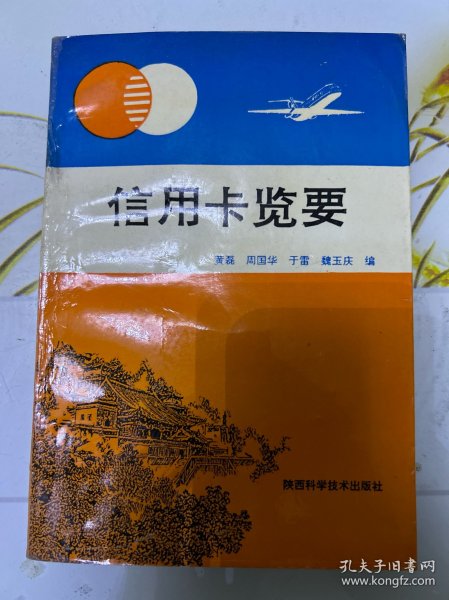 信用卡览要
黄磊 周国华 于雷 魏玉庆 编
陕西科学技术出版社
孔夫子旧书网
www.kongfz.com